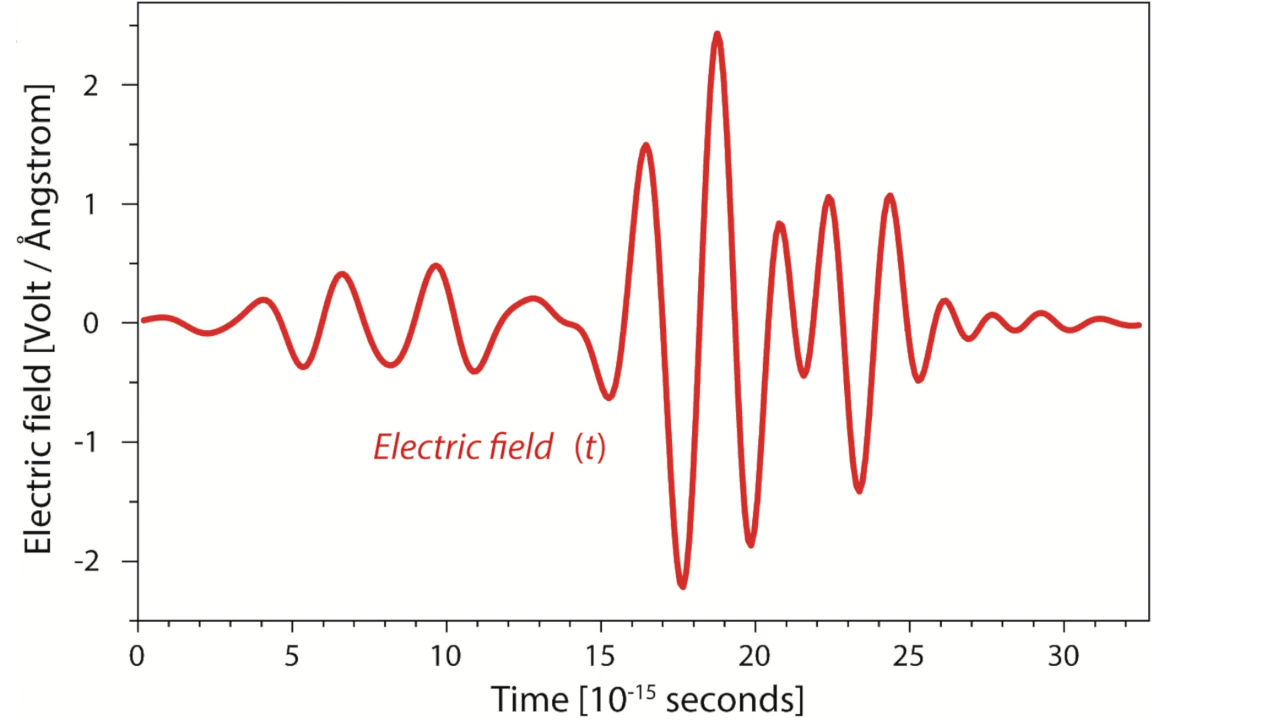 Electric field [Volt / Ångstrom]
2
1
0
-1
-2
Electric field (t)
0 5 10 15 20 25 30
Time [10⁻¹⁵ seconds]